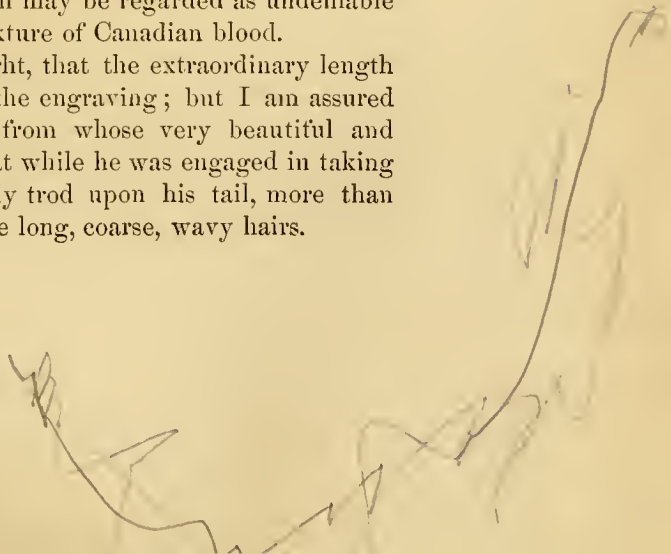 may be regarded as undeniable
xture of Canadian blood.
ht, that the extraordinary length
the engraving; but I am assured
from whose very beautiful and
t while he was engaged in taking
y trod upon his tail, more than
e long, coarse, wavy hairs.